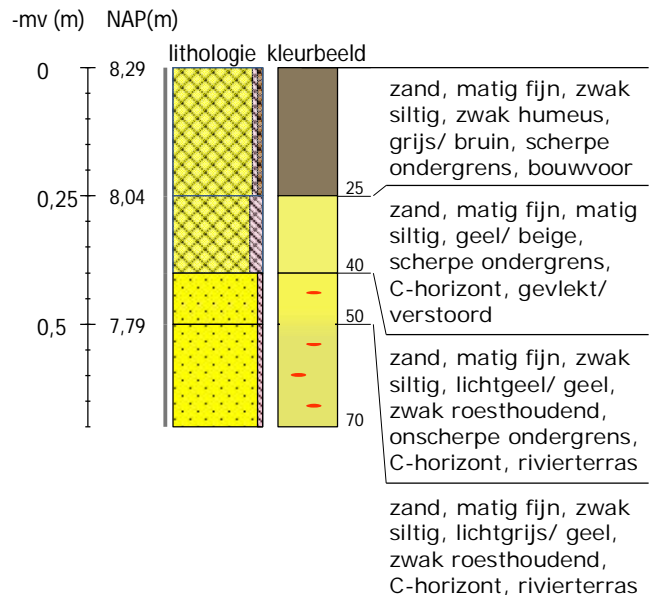 -mv (m) NAP(m)
lithologie kleurbeeld
0 8,29
zand, matig fijn, zwak
siltig, zwak humeus,
grijs/ bruin, scherpe
ondergrens, bouwvoor
0,25 8,04 25
zand, matig fijn, matig
siltig, geel/ beige,
scherpe ondergrens,
C-horizont, gevlekt/
verstoord
40
0,5 7,79 50
zand, matig fijn, zwak
siltig, lichtgeel/ geel,
zwak roesthoudend,
onscherpe ondergrens,
C-horizont, rivierterras
70
zand, matig fijn, zwak
siltig, lichtgrijs/ geel,
zwak roesthoudend,
C-horizont, rivierterras